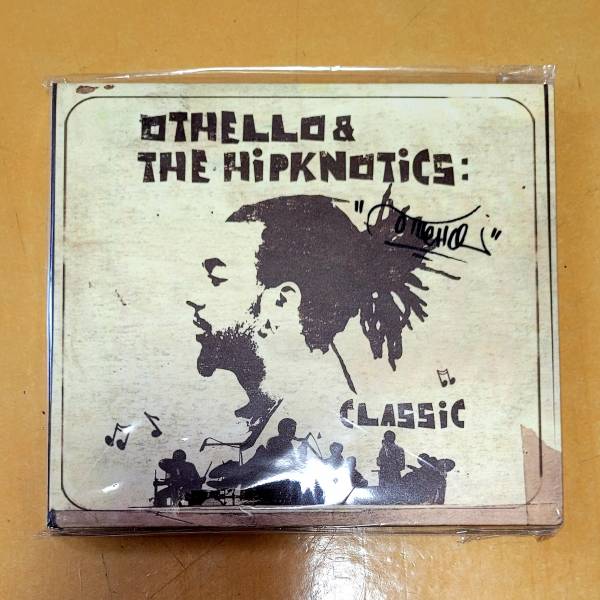 OTHELLO &
THE HIPKNOTICS:
CLASSIC